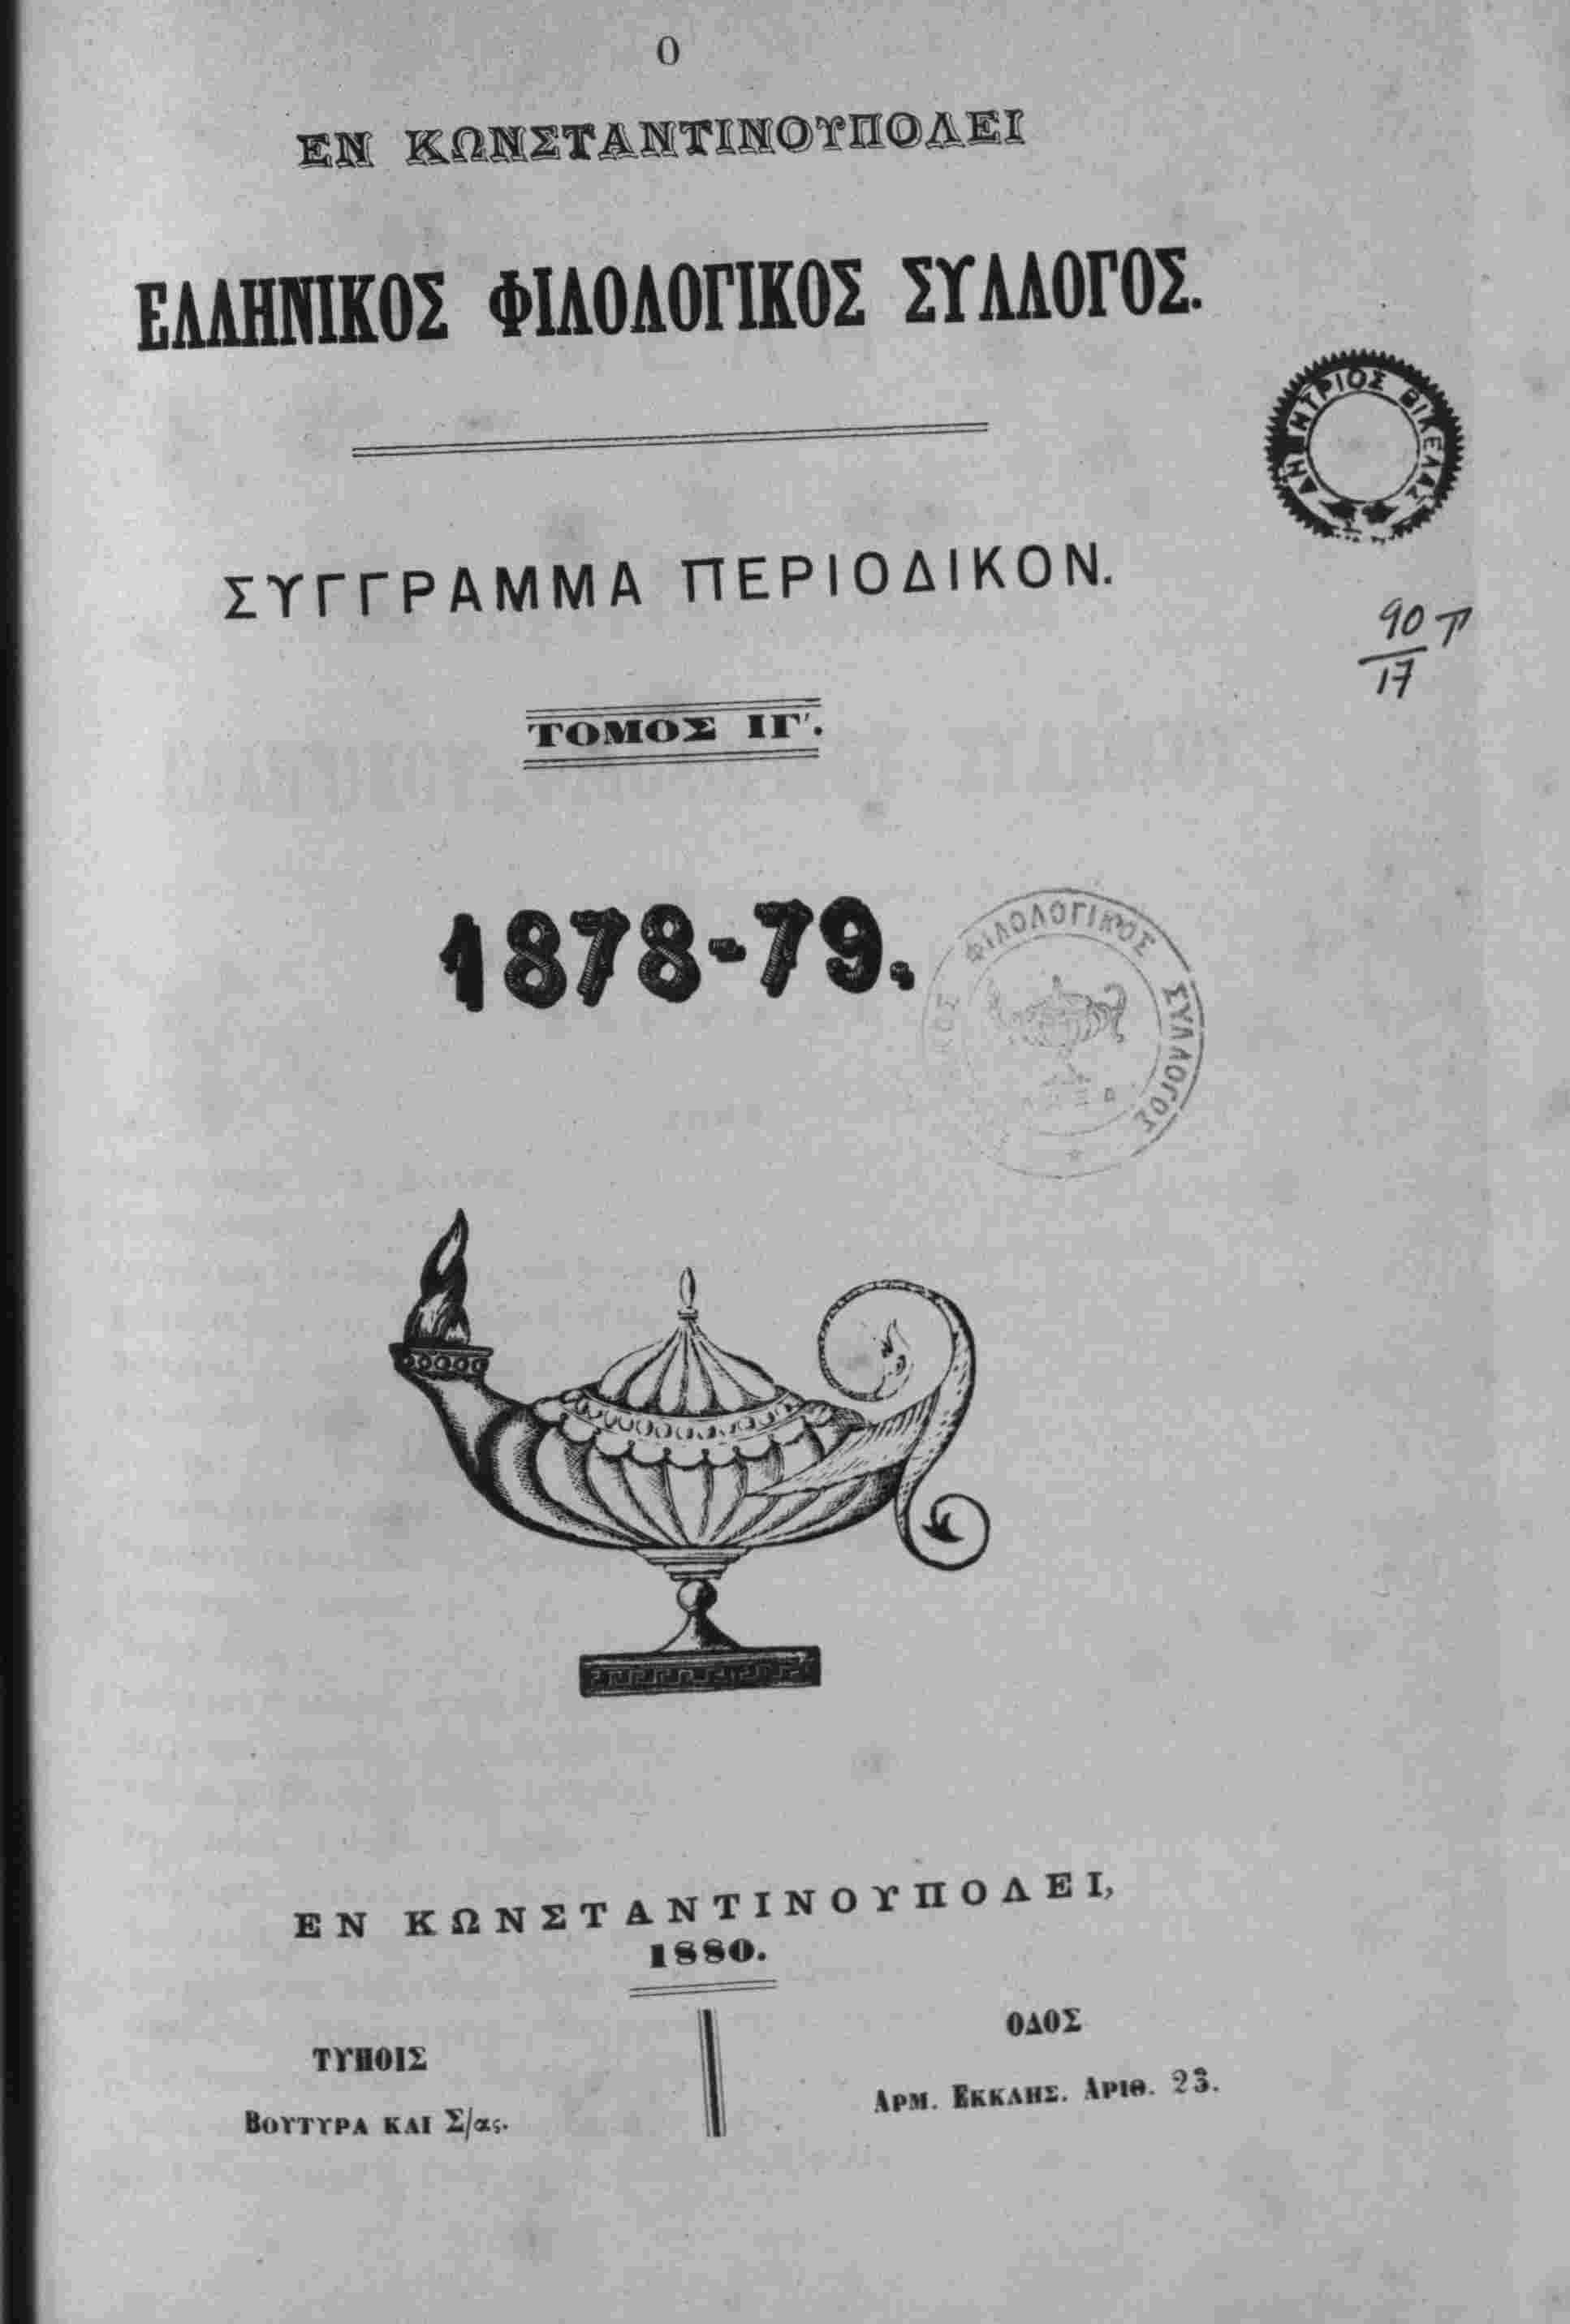 Ο
ΕΝ ΚΩΝΣΤΑΝΤΙΝΟΥΠΟΛΕΙ
ΕΛΛΗΝΙΚΟΣ ΦΙΛΟΛΟΓΙΚΟΣ ΣΥΛΛΟΓΟΣ.
ΔΗΜΗΤΡΙΟΣ ΒΙΚΕΛΑΣ
ΣΥΓΓΡΑΜΜΑ ΠΕΡΙΟΔΙΚΟΝ.
90
17
ΤΟΜΟΣ ΙΓ'.
1878-79.
ΦΙΛΟΛΟΓΙΚΟΣ ΣΥΛΛΟΓΟΣ
ΕΝ ΚΩΝΣΤΑΝΤΙΝΟΥΠΟΛΕΙ,
1880.
ΤΥΠΟΙΣ
ΒΟΥΤΥΡΑ ΚΑΙ Σ/ας.
ΟΔΟΣ
ΑΡΜ. ΕΚΚΛΗΣ. ΑΡΙΘ. 23.